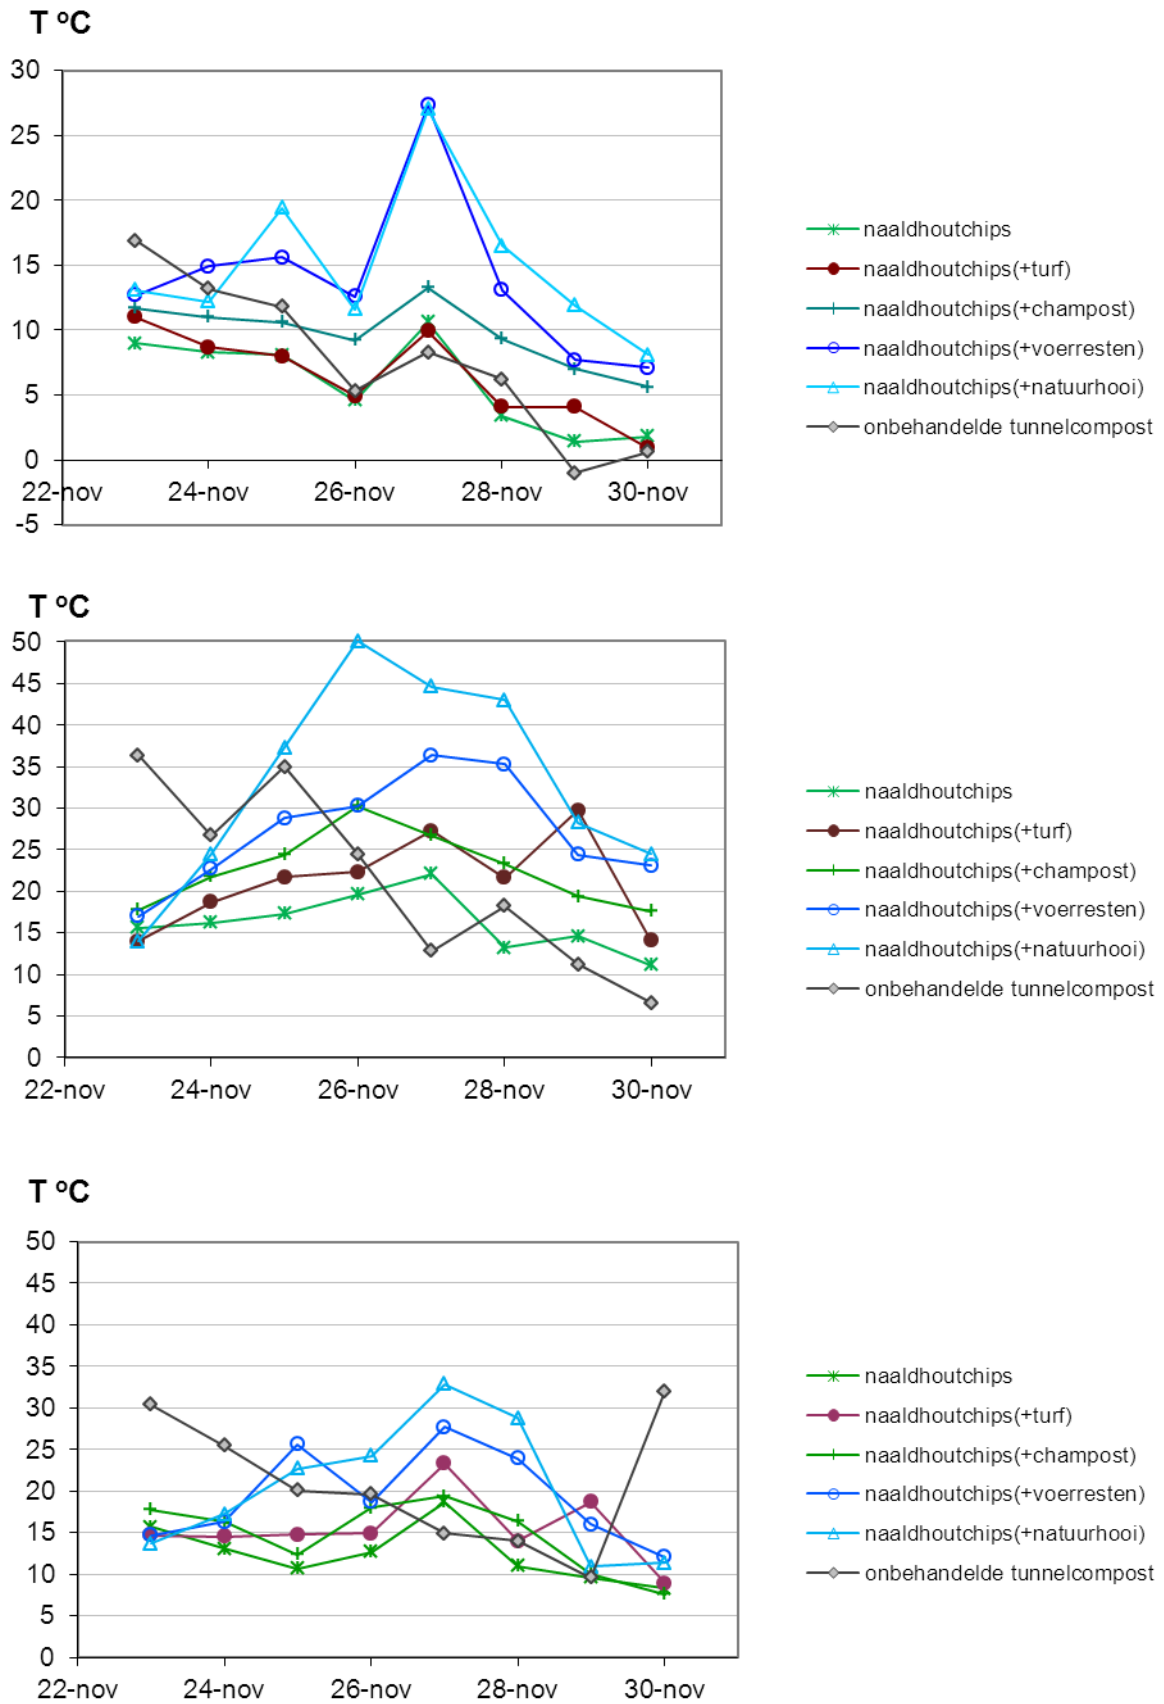 T °C
30
25
20
15
10
5
0
-5
22-nov 24-nov 26-nov 28-nov 30-nov
naaldhoutchips
naaldhoutchips(+turf)
naaldhoutchips(+champost)
naaldhoutchips(+voerresten)
naaldhoutchips(+natuurhooi)
onbehandelde tunnelcompost
T °C
50
45
40
35
30
25
20
15
10
5
0
22-nov 24-nov 26-nov 28-nov 30-nov
naaldhoutchips
naaldhoutchips(+turf)
naaldhoutchips(+champost)
naaldhoutchips(+voerresten)
naaldhoutchips(+natuurhooi)
onbehandelde tunnelcompost
T °C
50
45
40
35
30
25
20
15
10
5
0
22-nov 24-nov 26-nov 28-nov 30-nov
naaldhoutchips
naaldhoutchips(+turf)
naaldhoutchips(+champost)
naaldhoutchips(+voerresten)
naaldhoutchips(+natuurhooi)
onbehandelde tunnelcompost